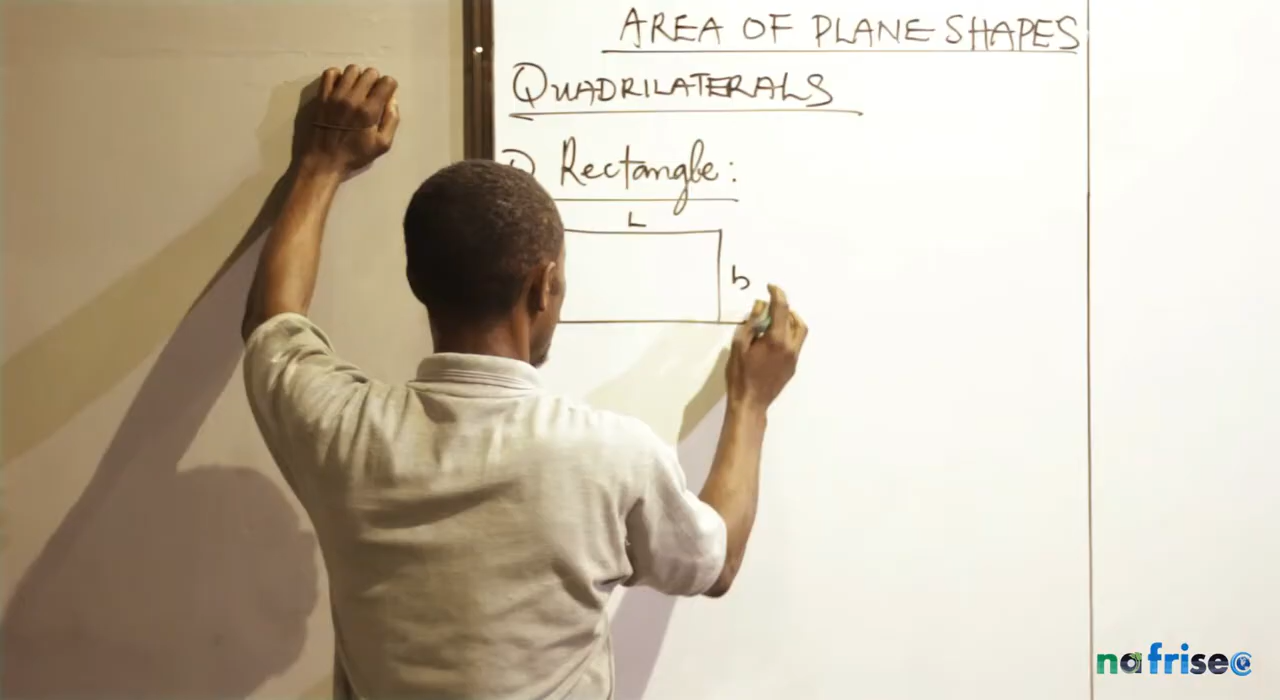 AREA OF PLANE SHAPES
QUADRILATERALS
Rectangle:
L
b
nafrisec